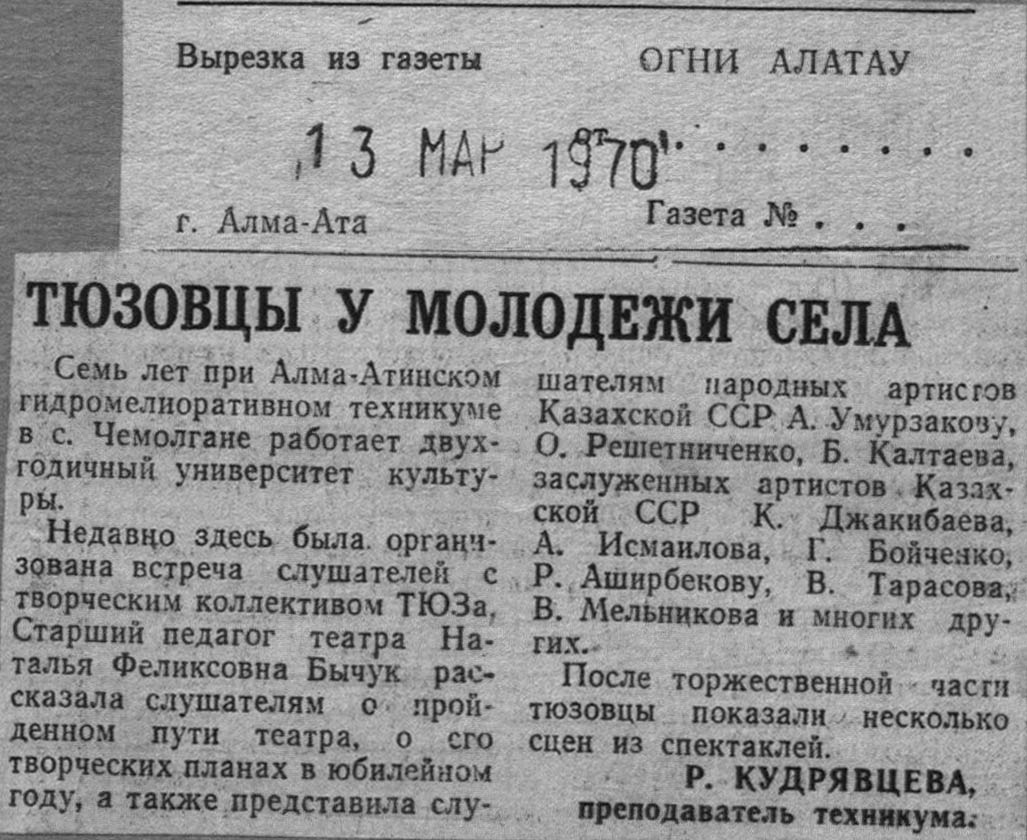 Вырезка из газеты ОГНИ АЛАТАУ
13 МАР 1970
от . . . . . . . . .
г. Алма-Ата Газета № . . .
ТЮЗОВЦЫ У МОЛОДЕЖИ СЕЛА
Семь лет при Алма-Атинском
гидромелиоративном техникуме
в с. Чемолгане работает двух-
годичный университет культу-
ры.
Недавно здесь была организ-
зована встреча слушателей с
творческим коллективом ТЮЗа,
Старший педагог театра На-
талья Феликсовна Бычук рас-
сказала слушателям о прой-
денном пути театра, о его
творческих планах в юбилейном
году, а также представила слу-
шателям народных артистов
Казахской ССР А. Умурзакову,
О. Решетниченко, Б. Калтаева,
заслуженных артистов Казах-
ской ССР К. Джакибаева,
А. Исмаилова, Г. Бойченко,
Р. Аширбекову, В. Тарасова,
В. Мельникова и многих дру-
гих.
После торжественной части
тюзовцы показали несколько
сцен из спектаклей.
Р. КУДРЯВЦЕВА,
преподаватель техникума.